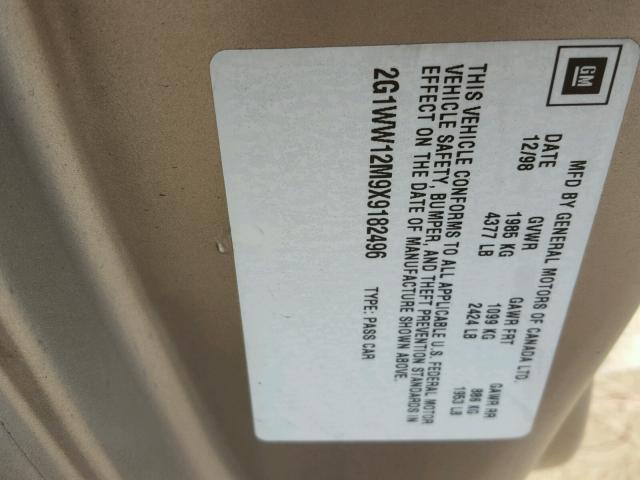 GM
MFD BY GENERAL MOTORS OF CANADA LTD.
DATE GVWR GAWR FRT GAWR RR
12/98 1985 KG 1099 KG 886 KG
4377 LB 2424 LB 1953 LB
THIS VEHICLE CONFORMS TO ALL APPLICABLE U.S. FEDERAL MOTOR
VEHICLE SAFETY, BUMPER, AND THEFT PREVENTION STANDARDS IN
EFFECT ON THE DATE OF MANUFACTURE SHOWN ABOVE.
2G1WW12M9X9182496 TYPE: PASS CAR